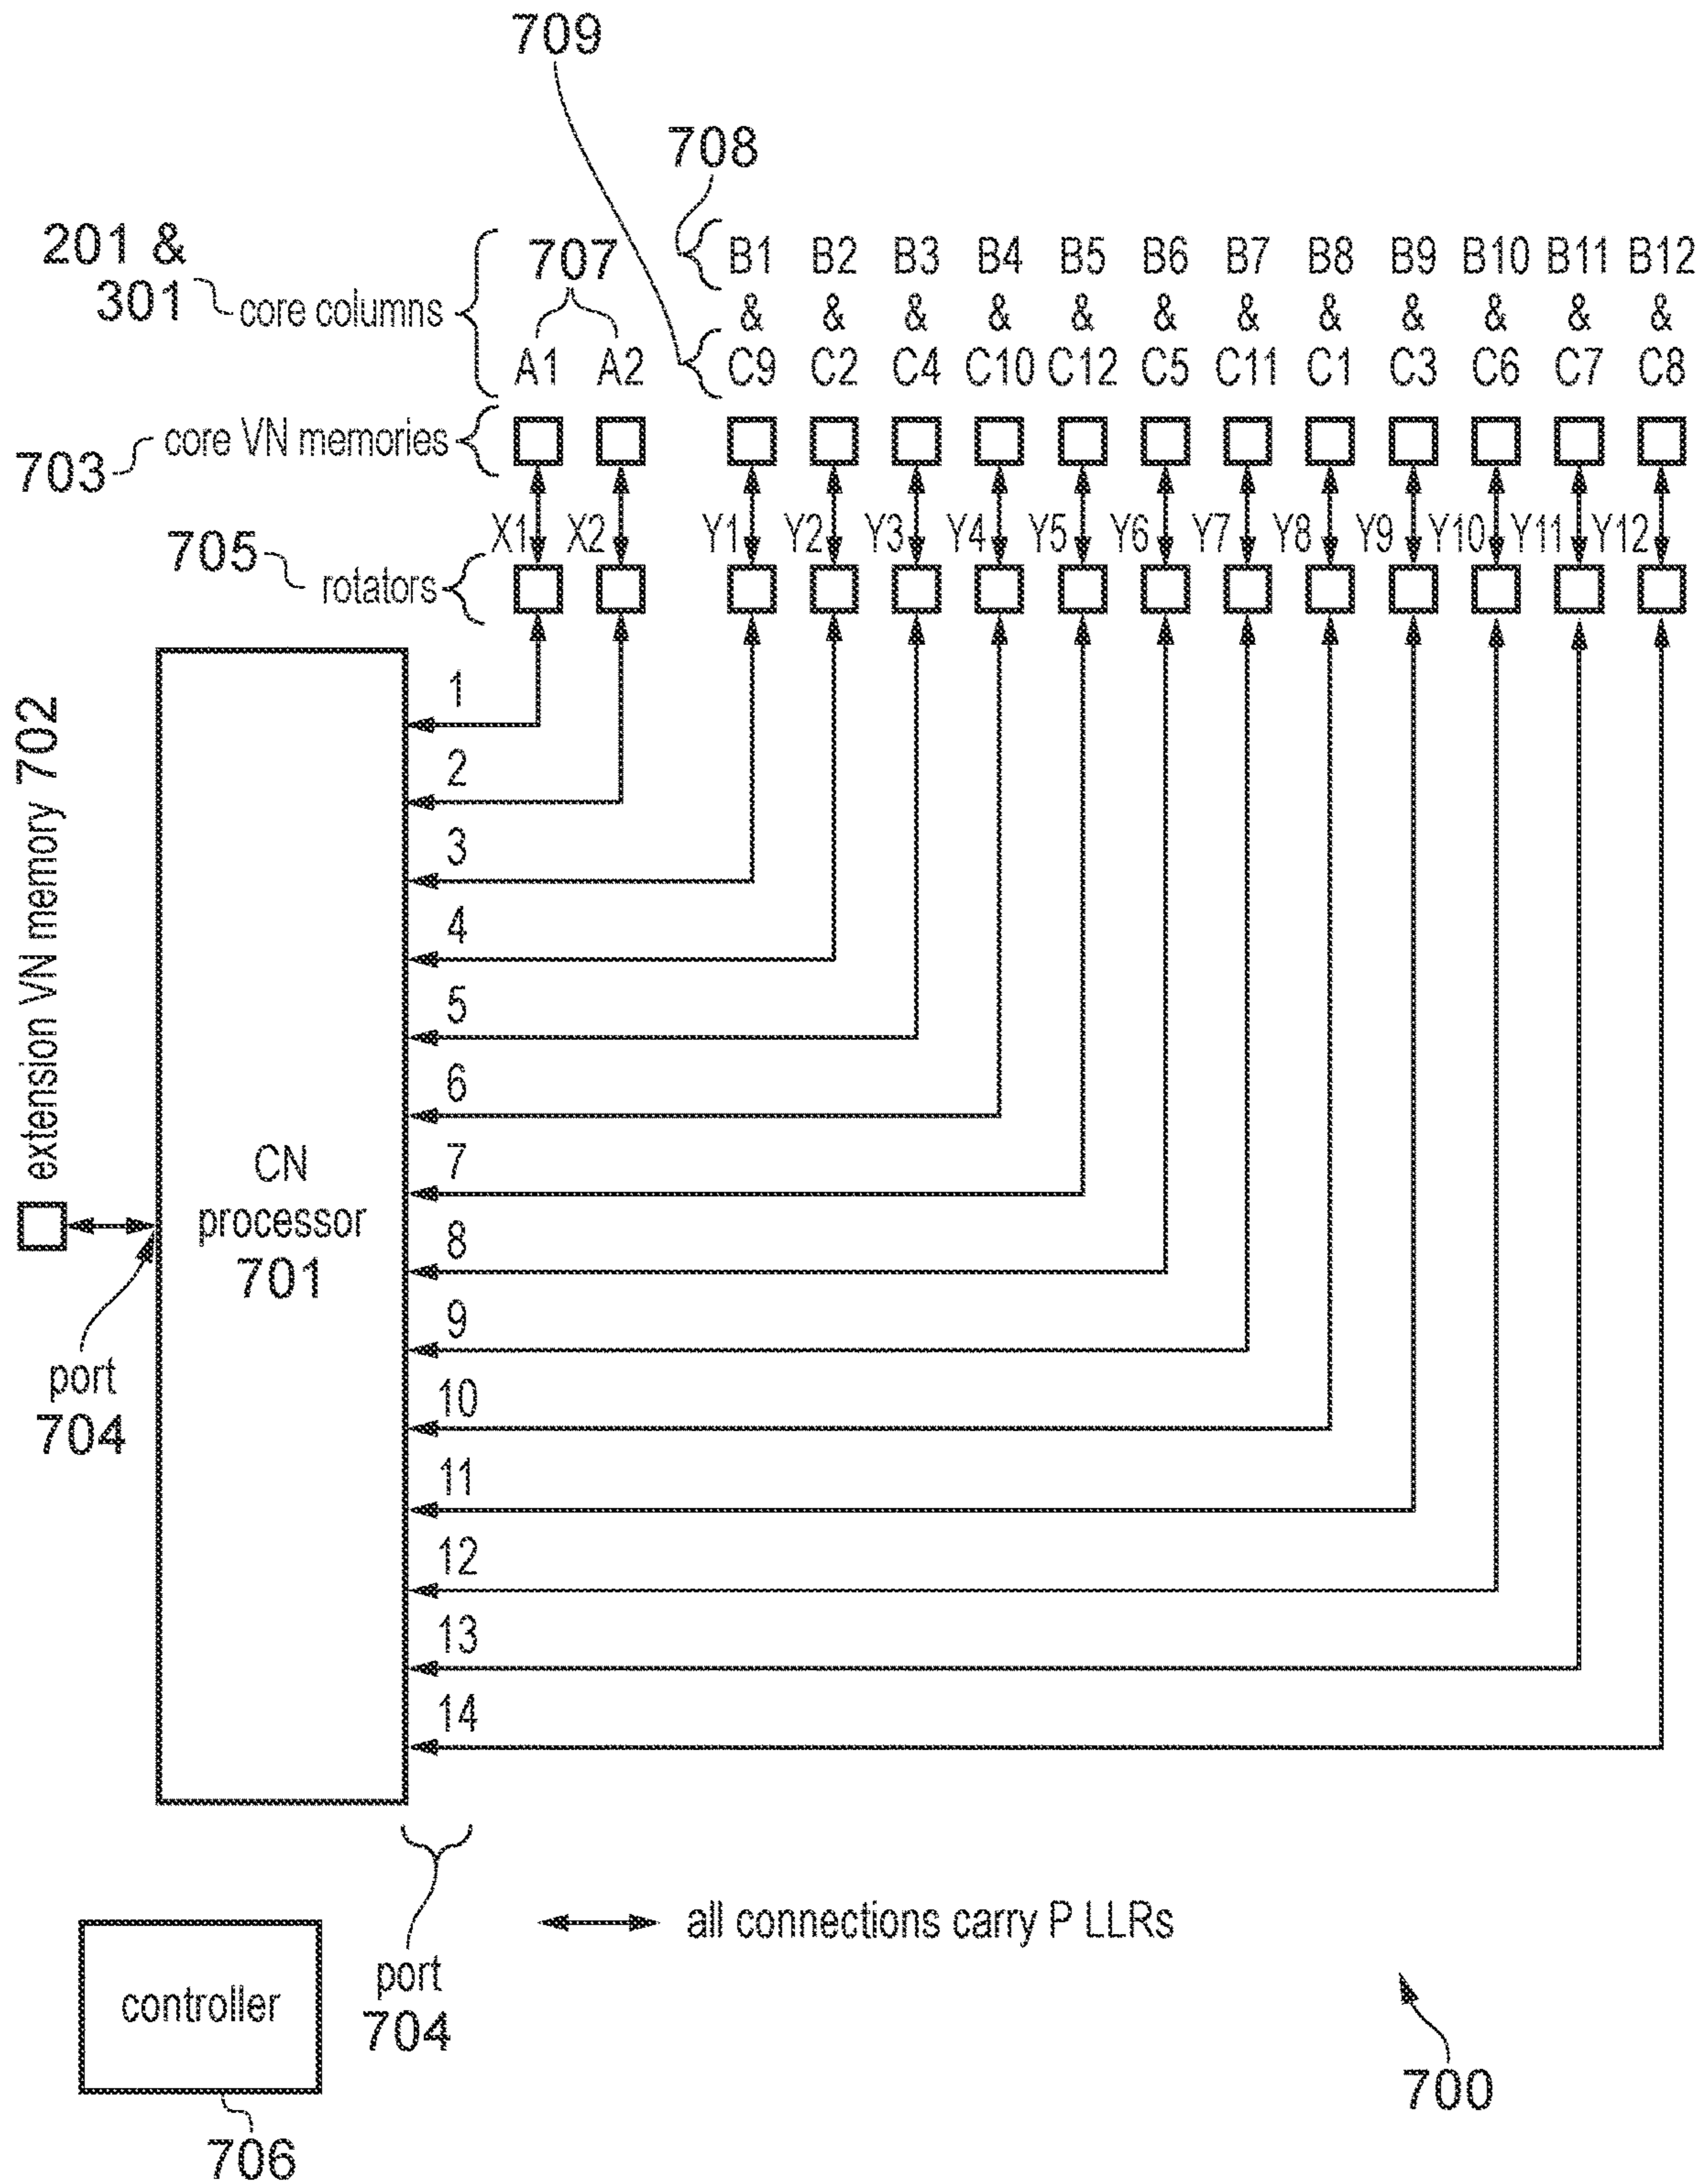 709
708
201 &
301
core columns
707
A1 A2
B1 B2 B3 B4 B5 B6 B7 B8 B9 B10 B11 B12
& & & & & & & & & & & &
C9 C2 C4 C10 C12 C5 C11 C1 C3 C6 C7 C8
703
core VN memories
X1 X2 Y1 Y2 Y3 Y4 Y5 Y6 Y7 Y8 Y9 Y10 Y11 Y12
705
rotators
1
2
3
4
5
6
7
8
9
10
11
12
13
14
extension VN memory 702
CN
processor
701
port
704
port
704
all connections carry P LLRs
controller
706
700